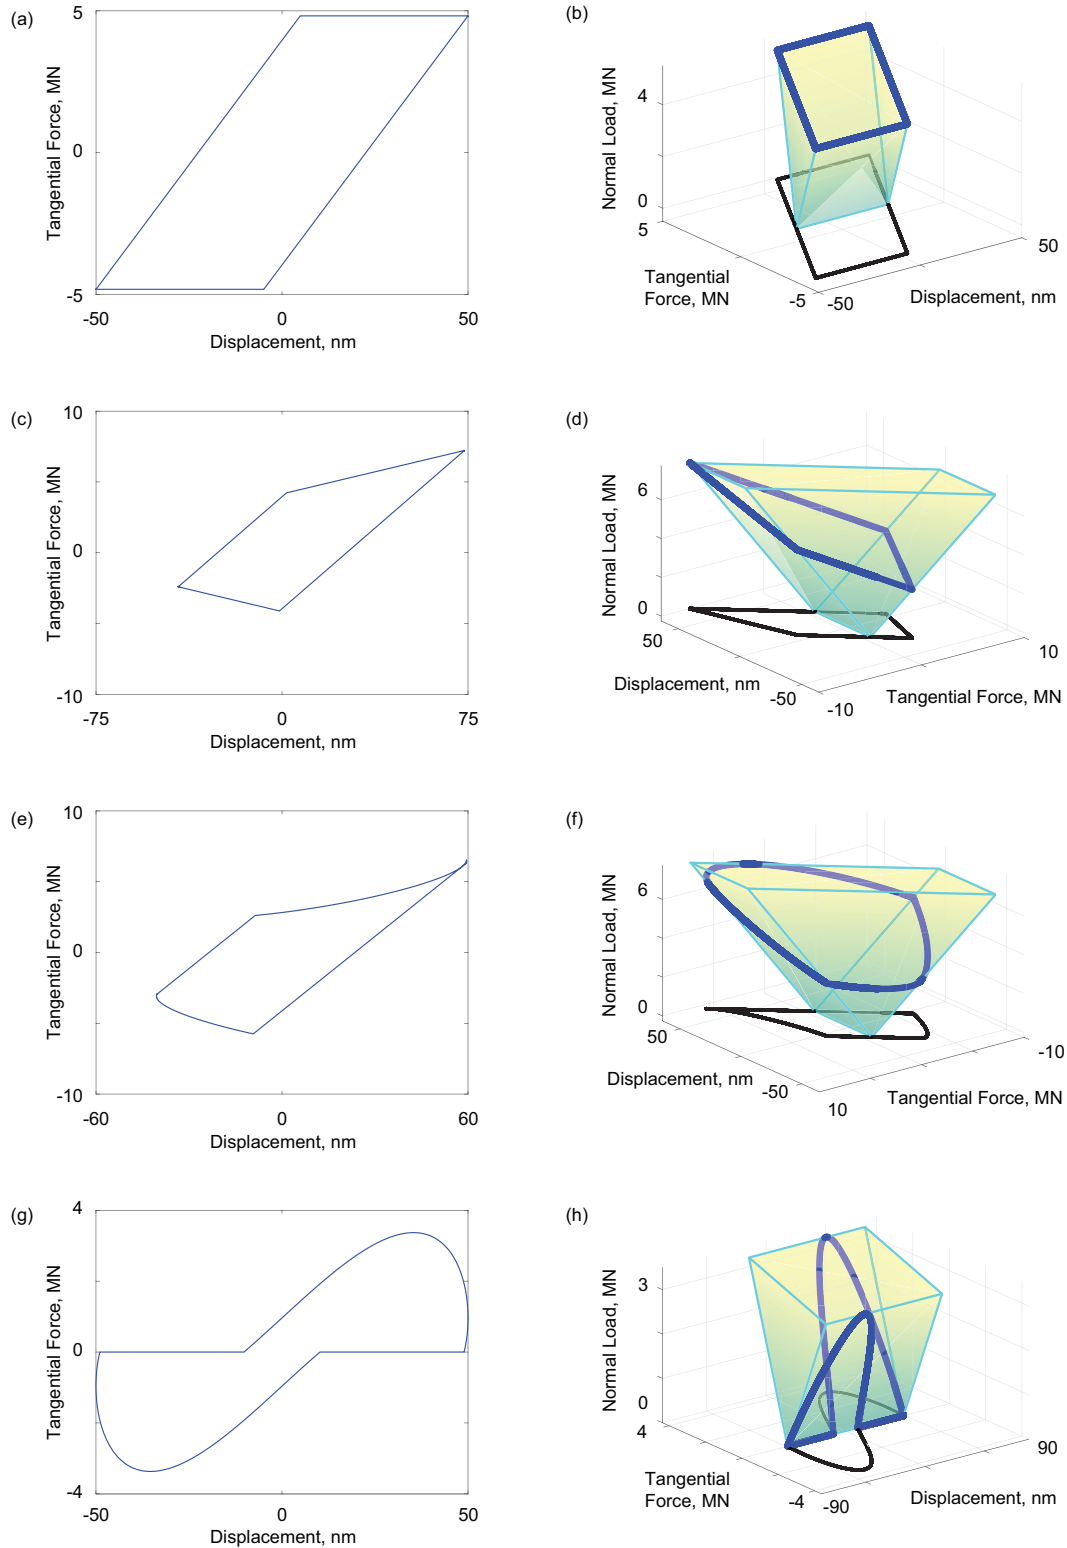 (a)
5
0
-5
-50
0
50
Tangential Force, MN
Displacement, nm
(b)
4
0
5
-5
-50
50
Normal Load, MN
Tangential
Force, MN
Displacement, nm
(c)
10
0
-10
-75
0
75
Tangential Force, MN
Displacement, nm
(d)
6
0
50
-50
-10
10
Normal Load, MN
Displacement, nm
Tangential Force, MN
(e)
10
0
-10
-60
0
60
Tangential Force, MN
Displacement, nm
(f)
6
0
50
-50
10
-10
Normal Load, MN
Displacement, nm
Tangential Force, MN
(g)
4
0
-4
-50
0
50
Tangential Force, MN
Displacement, nm
(h)
3
0
4
-4
-90
90
Normal Load, MN
Tangential
Force, MN
Displacement, nm